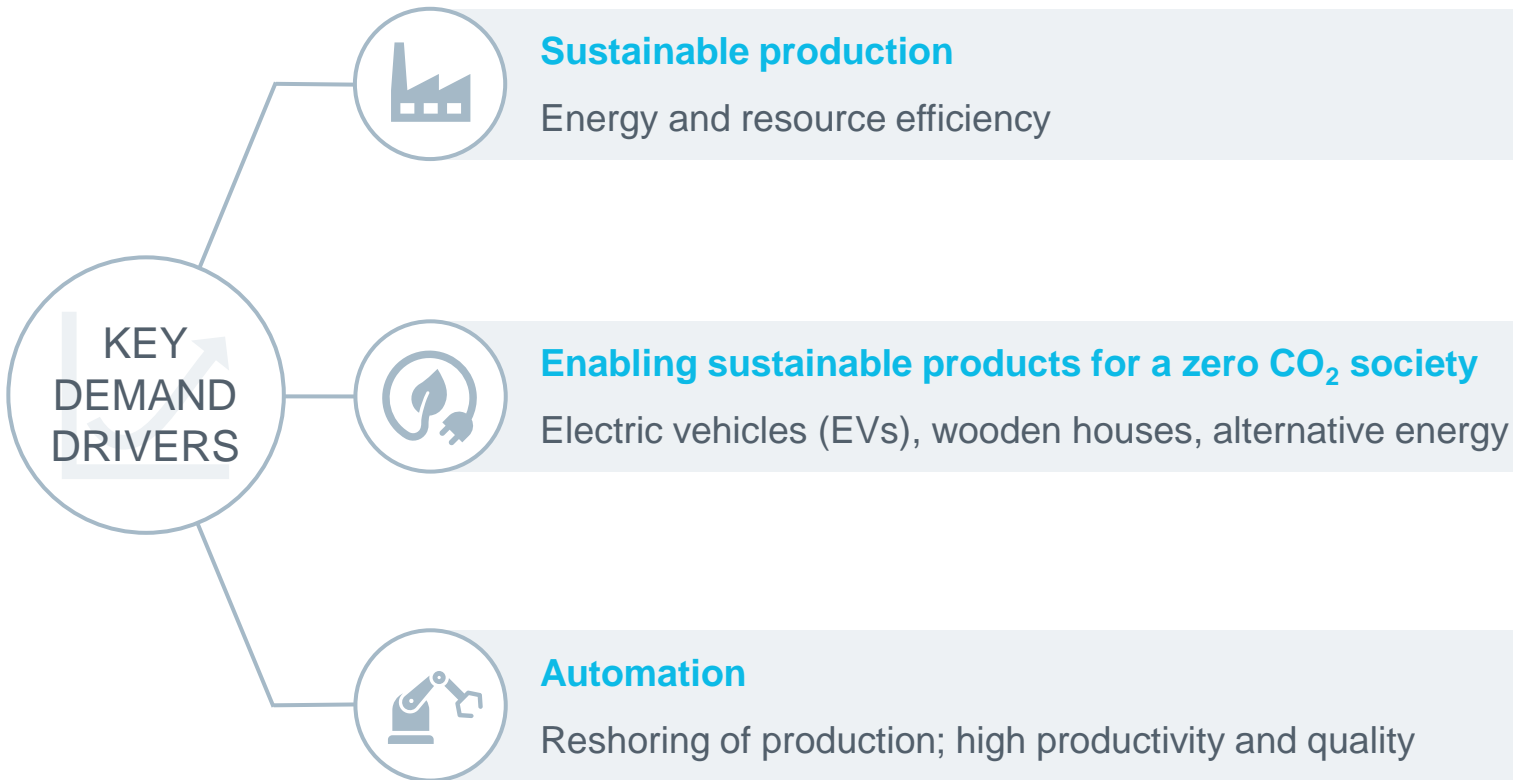 Sustainable production
Energy and resource efficiency
KEY
DEMAND
DRIVERS
Enabling sustainable products for a zero CO₂ society
Electric vehicles (EVs), wooden houses, alternative energy
Automation
Reshoring of production; high productivity and quality